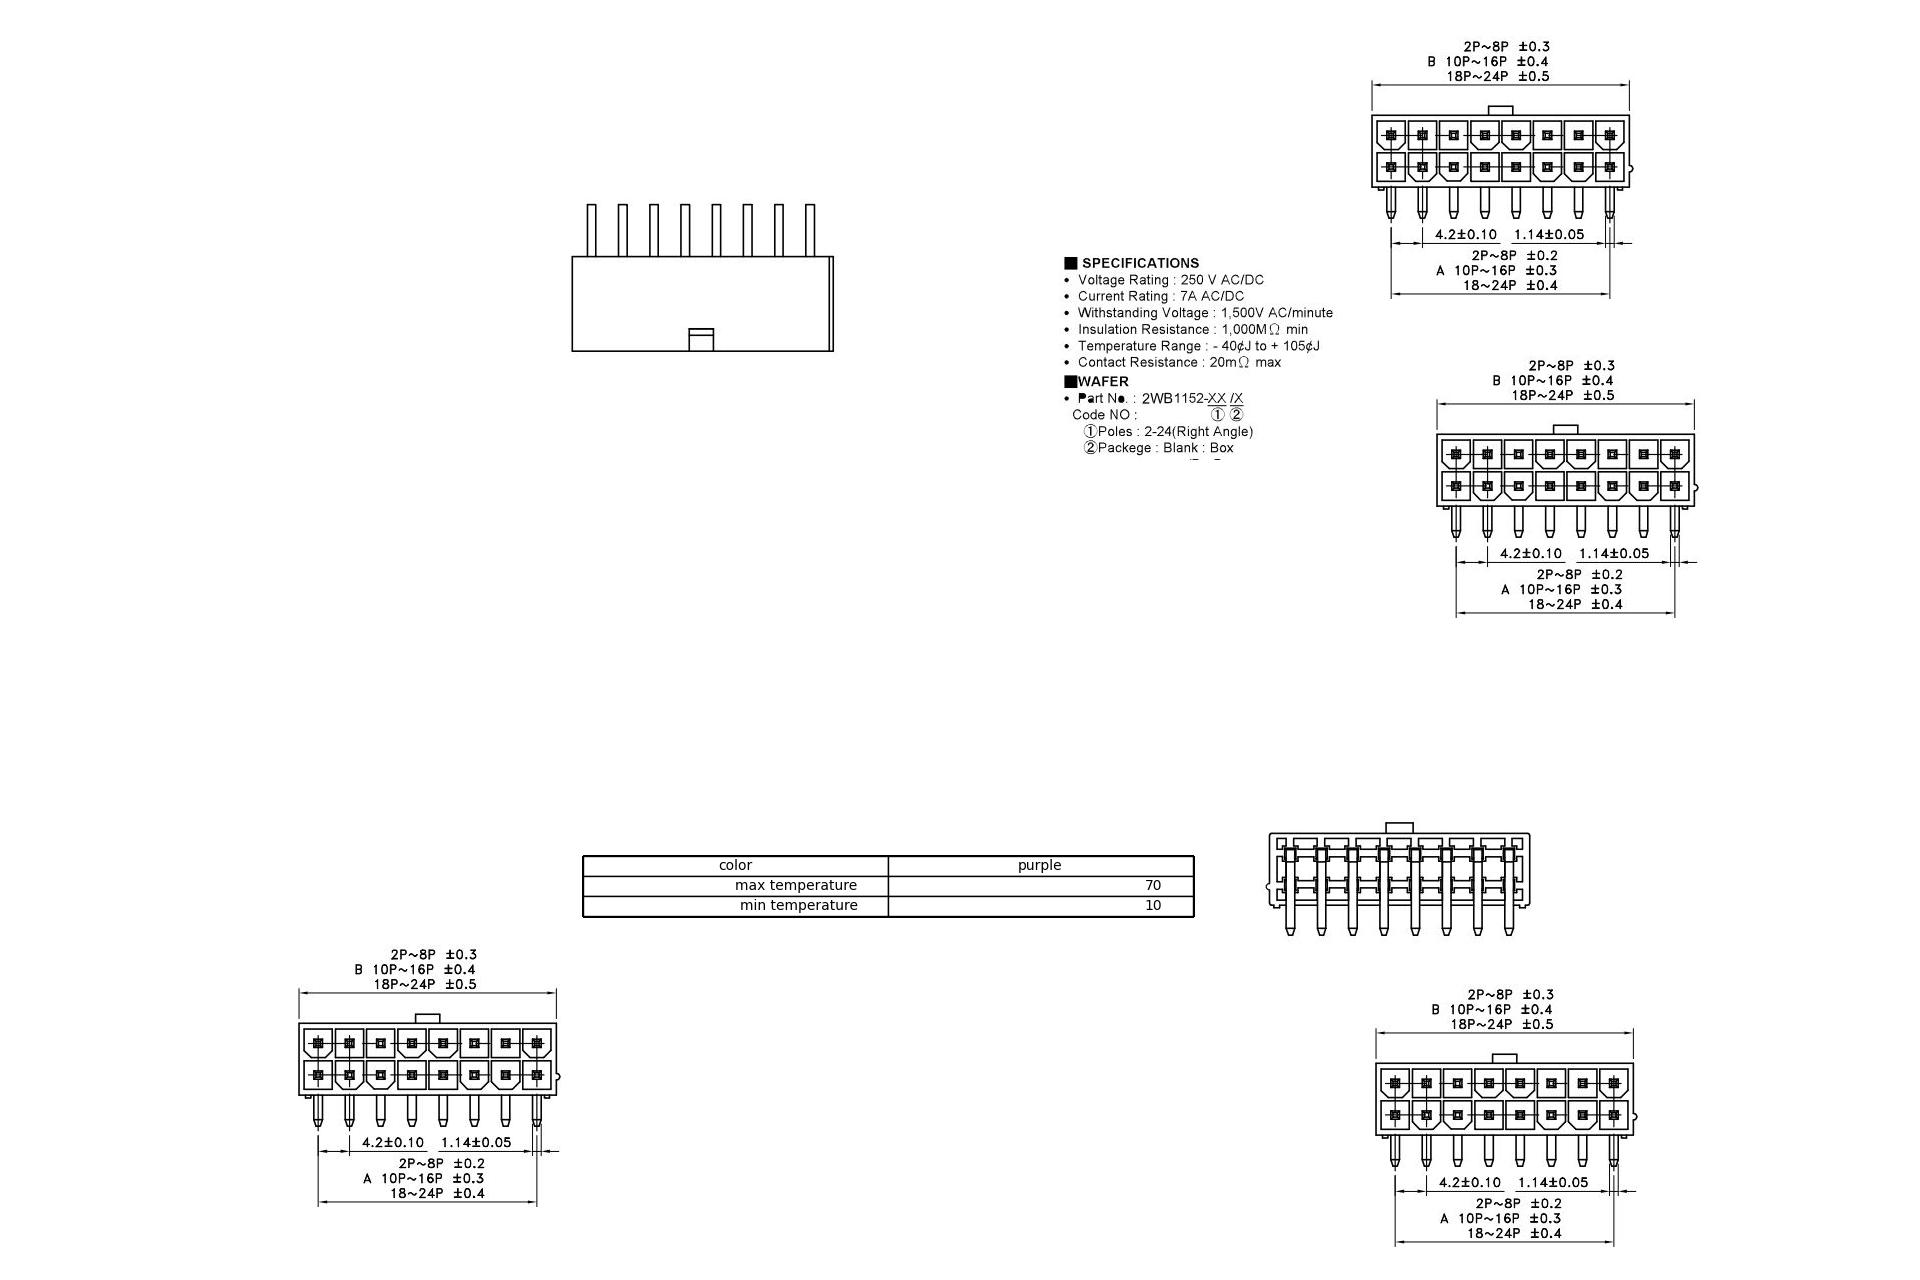 2P~8P ±0.3
B 10P~16P ±0.4
18P~24P ±0.5
4.2±0.10 1.14±0.05
2P~8P ±0.2
A 10P~16P ±0.3
18~24P ±0.4
■ SPECIFICATIONS
• Voltage Rating : 250 V AC/DC
• Current Rating : 7A AC/DC
• Withstanding Voltage : 1,500V AC/minute
• Insulation Resistance : 1,000MΩ min
• Temperature Range : - 40¢J to + 105¢J
• Contact Resistance : 20mΩ max
■WAFER
• Part No. : 2WB1152-XX /X
Code NO : ① ②
①Poles : 2-24(Right Angle)
②Packege : Blank : Box
2P~8P ±0.3
B 10P~16P ±0.4
18P~24P ±0.5
4.2±0.10 1.14±0.05
2P~8P ±0.2
A 10P~16P ±0.3
18~24P ±0.4
color purple
max temperature 70
min temperature 10
2P~8P ±0.3
B 10P~16P ±0.4
18P~24P ±0.5
4.2±0.10 1.14±0.05
2P~8P ±0.2
A 10P~16P ±0.3
18~24P ±0.4
2P~8P ±0.3
B 10P~16P ±0.4
18P~24P ±0.5
4.2±0.10 1.14±0.05
2P~8P ±0.2
A 10P~16P ±0.3
18~24P ±0.4